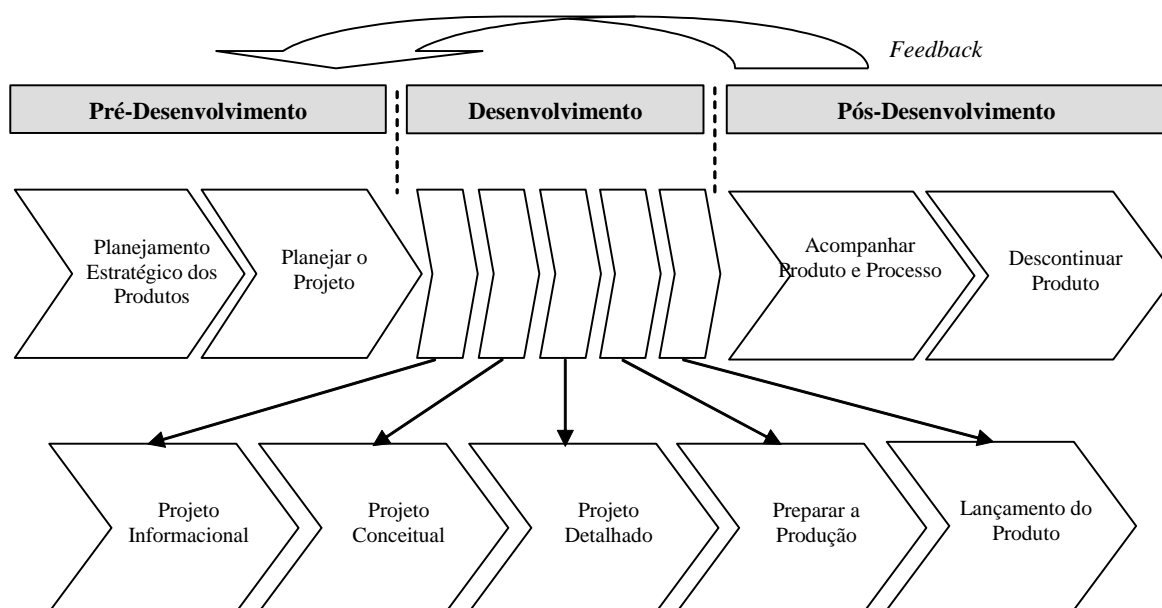 Feedback
Pré-Desenvolvimento
Desenvolvimento
Pós-Desenvolvimento
Planejamento
Estratégico dos
Produtos
Planejar o
Projeto
Acompanhar
Produto e Processo
Descontinuar
Produto
Projeto
Informacional
Projeto
Conceitual
Projeto
Detalhado
Preparar a
Produção
Lançamento do
Produto